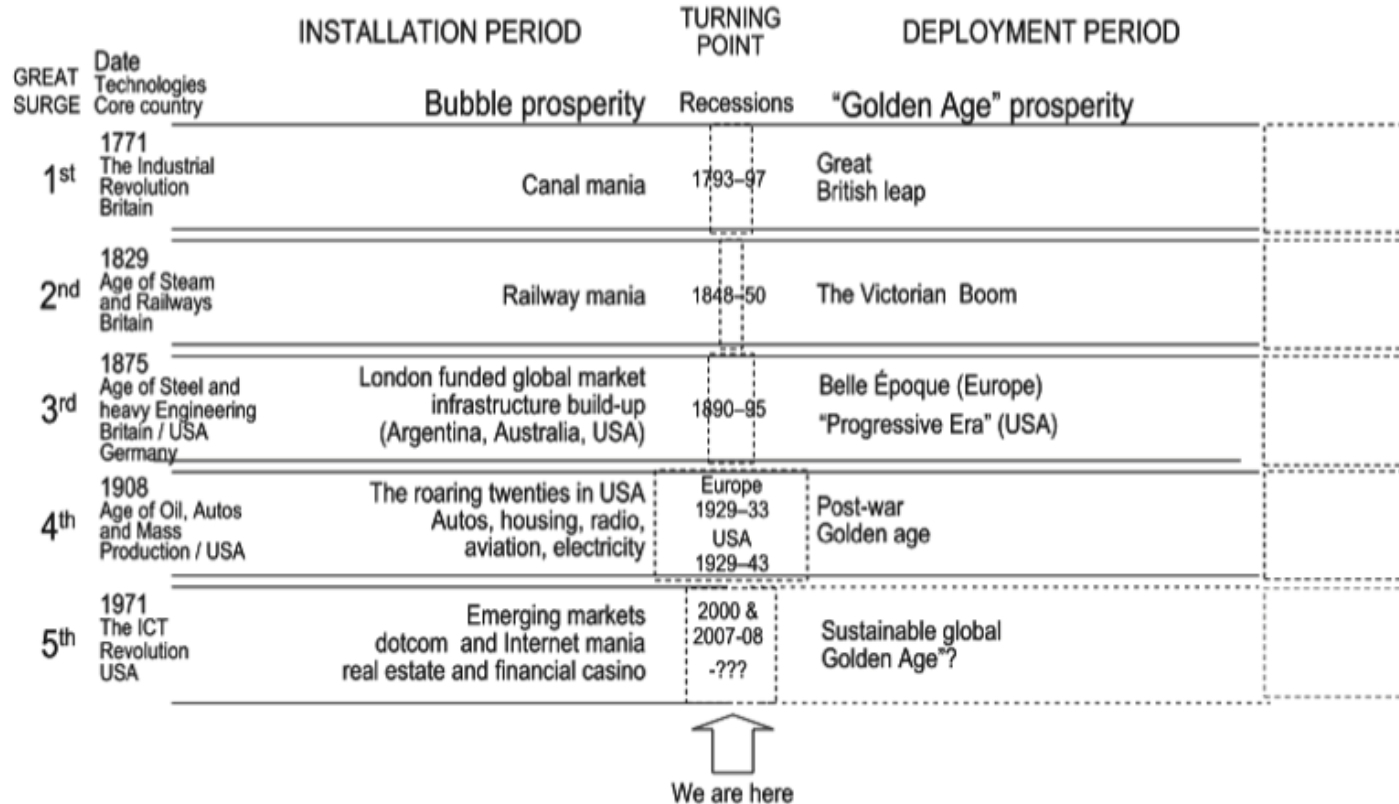 INSTALLATION PERIOD
TURNING
POINT
DEPLOYMENT PERIOD
GREAT
SURGE
Date
Technologies
Core country
Bubble prosperity
Recessions
"Golden Age" prosperity
1st
1771
The Industrial
Revolution
Britain
Canal mania
1793–97
Great
British leap
2nd
1829
Age of Steam
and Railways
Britain
Railway mania
1848–50
The Victorian Boom
3rd
1875
Age of Steel and
heavy Engineering
Britain / USA
Germany
London funded global market
infrastructure build-up
(Argentina, Australia, USA)
1890–95
Belle Époque (Europe)
"Progressive Era" (USA)
4th
1908
Age of Oil, Autos
and Mass
Production / USA
The roaring twenties in USA
Autos, housing, radio,
aviation, electricity
Europe
1929–33
USA
1929–43
Post-war
Golden age
5th
1971
The ICT
Revolution
USA
Emerging markets
dotcom and Internet mania
real estate and financial casino
2000 &
2007-08
-???
Sustainable global
Golden Age"?
We are here